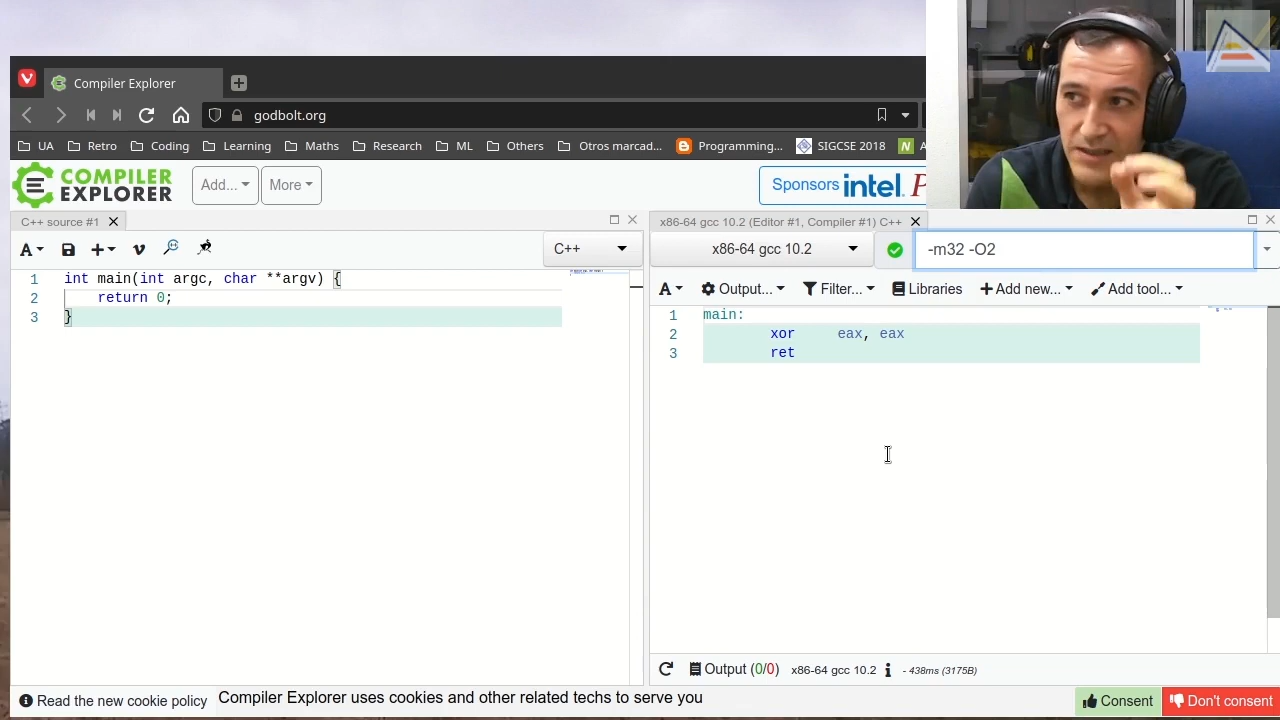 Compiler Explorer
godbolt.org
UA Retro Coding Learning Maths Research ML Others Otros marcad... Programming... SIGCSE 2018 N A
COMPILER
EXPLORER
Add... More Sponsors intel. P
C++ source #1
x86-64 gcc 10.2 (Editor #1, Compiler #1) C++
A C++
x86-64 gcc 10.2 -m32 -O2
A Output... Filter... Libraries Add new... Add tool...
1 int main(int argc, char **argv) {
2 return 0;
3 }
1 main:
2 xor eax, eax
3 ret
Output (0/0) x86-64 gcc 10.2 i - 438ms (3175B)
Read the new cookie policy Compiler Explorer uses cookies and other related techs to serve you Consent Don't consent